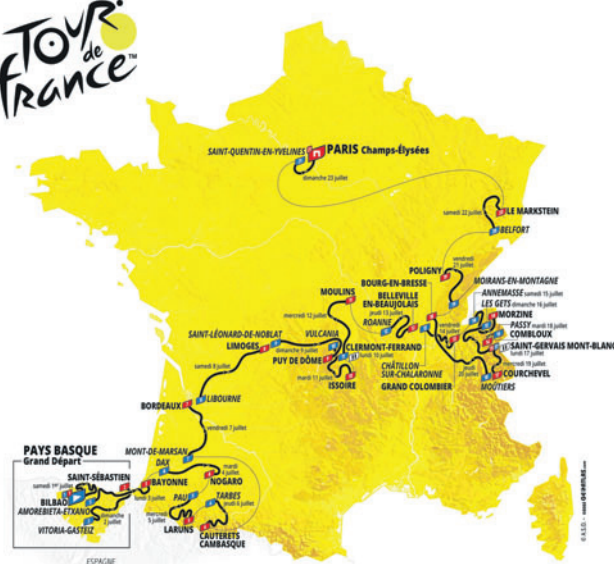 TOUR
de
france™
SAINT-QUENTIN-EN-YVELINES
PARIS Champs-Élysées
dimanche 23 juillet
samedi 22 juillet
LE MARKSTEIN
BELFORT
vendredi
21 juillet
POLIGNY
MOIRANS-EN-MONTAGNE
BOURG-EN-BRESSE
ANNEMASSE samedi 15 juillet
BELLEVILLE
EN-BEAUJOLAIS
LES GETS dimanche 16 juillet
MOULINS
jeudi 13 juillet
MORZINE
mercredi 12 juillet
ROANNE
PASSY mardi 18 juillet
COMBLOUX
vendredi
14 juillet
SAINT-LÉONARD-DE-NOBLAT
VULCANIA
SAINT-GERVAIS MONT-BLANC
LIMOGES
dimanche 9 juillet
CLERMONT-FERRAND
lundi 17 juillet
PUY DE DÔME
lundi 10 juillet
CHÂTILLON
-SUR-CHALARONNE
mercredi 19 juillet
samedi 8 juillet
mardi 11 juillet
jeudi
20 juillet
COURCHEVEL
ISSOIRE
GRAND COLOMBIER
MOÛTIERS
LIBOURNE
BORDEAUX
vendredi 7 juillet
PAYS BASQUE
Grand Départ
MONT-DE-MARSAN
DAX
SAINT-SÉBASTIEN
mardi
4 juillet
samedi 1er juillet
BAYONNE
NOGARO
BILBAO
lundi 3 juillet
PAU
TARBES
AMOREBIETA-ETXANO
jeudi 6 juillet
dimanche
2 juillet
mercredi
5 juillet
VITORIA-GASTEIZ
LARUNS
CAUTERETS
CAMBASQUE
ESPAGNE